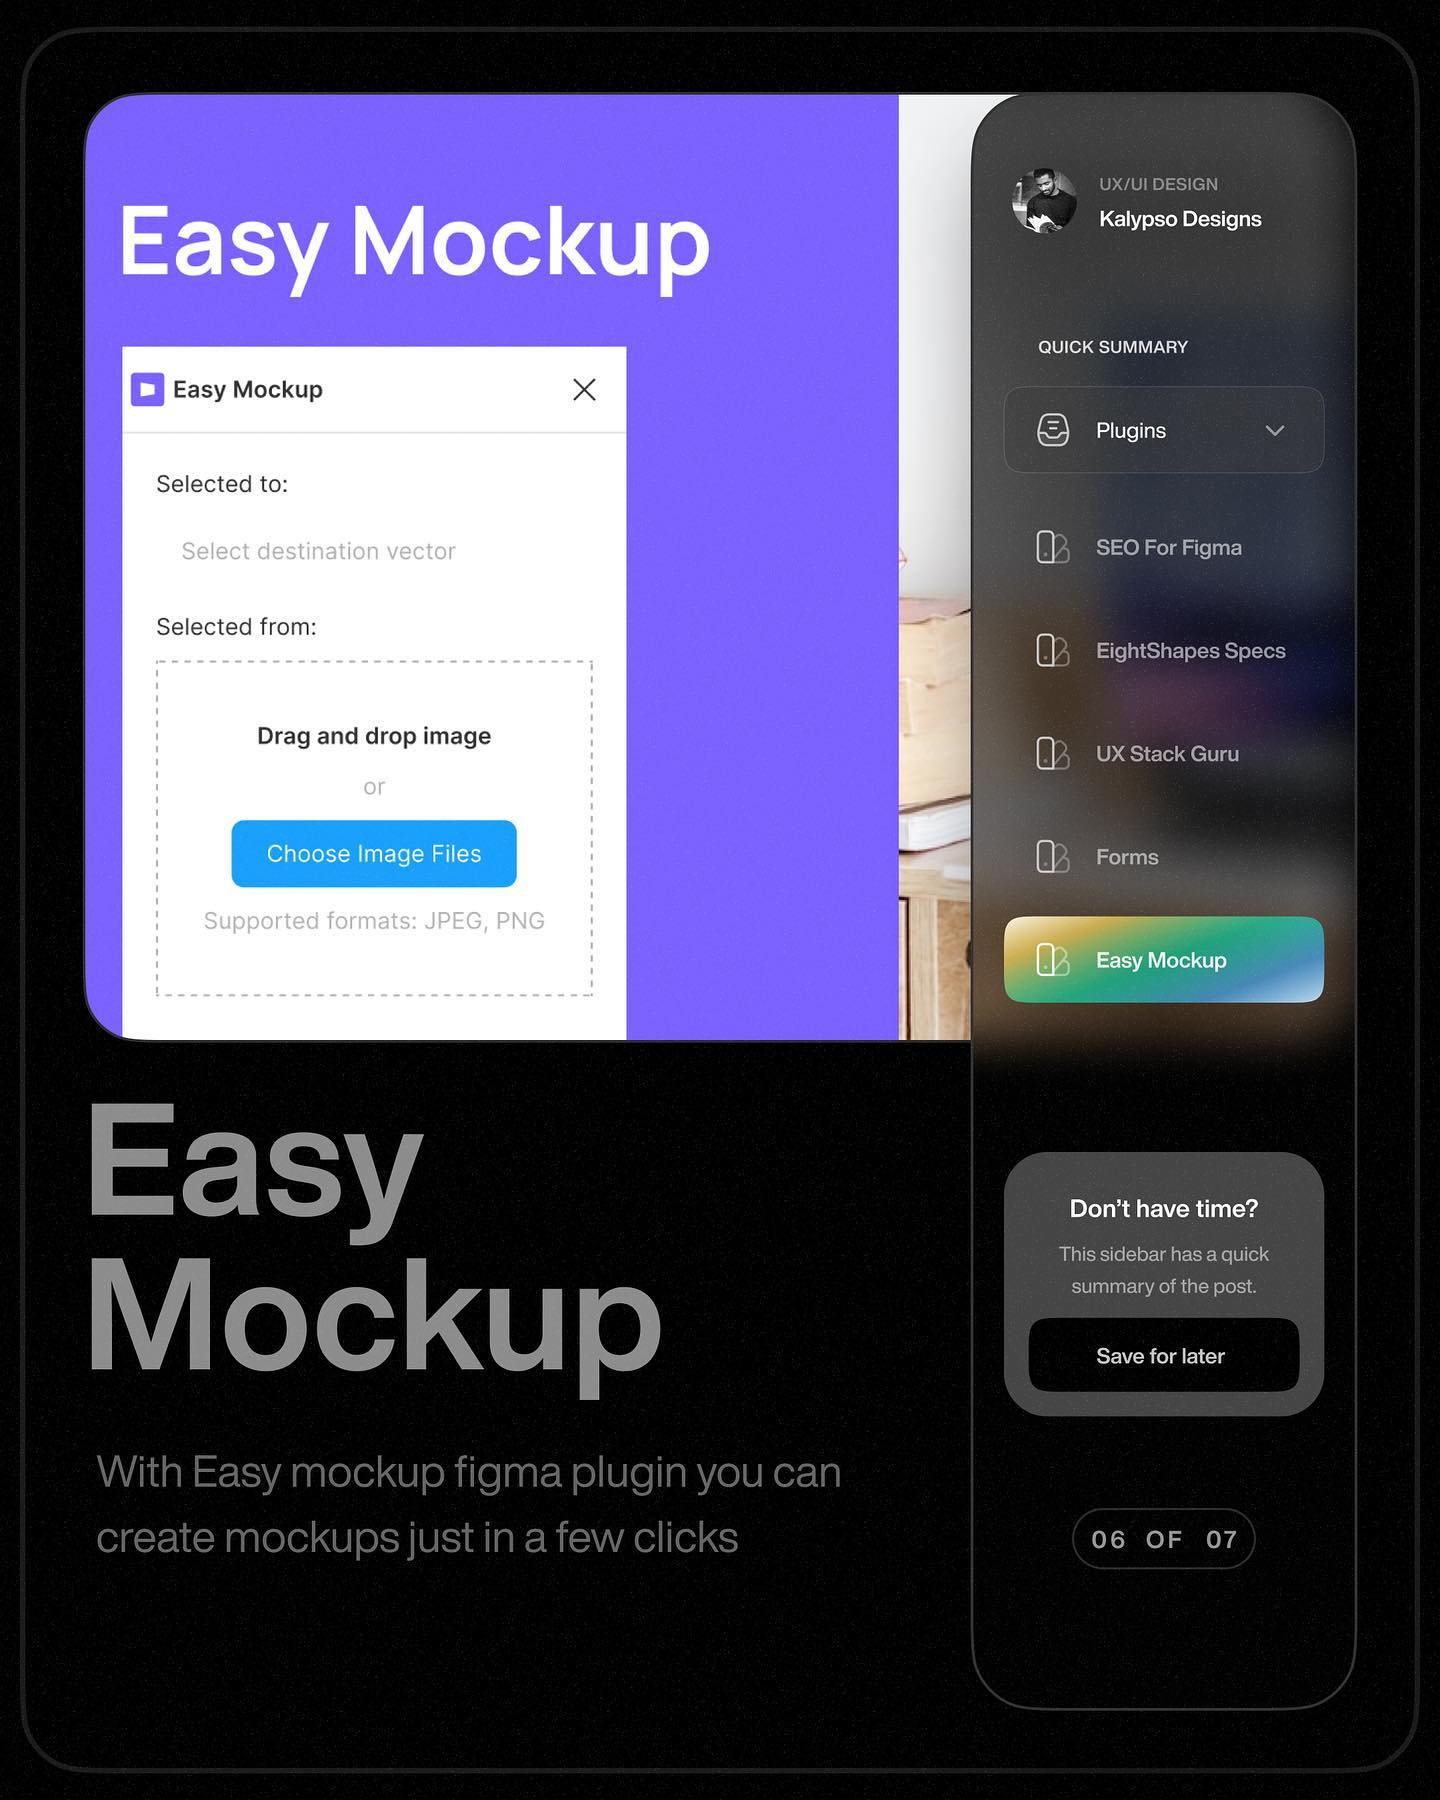 Easy Mockup
Easy Mockup
Selected to:
Select destination vector
Selected from:
Drag and drop image
or
Choose Image Files
Supported formats: JPEG, PNG
UX/UI DESIGN
Kalypso Designs
QUICK SUMMARY
Plugins
SEO For Figma
EightShapes Specs
UX Stack Guru
Forms
Easy Mockup
Easy
Mockup
With Easy mockup figma plugin you can
create mockups just in a few clicks
Don’t have time?
This sidebar has a quick
summary of the post.
Save for later
06 OF 07